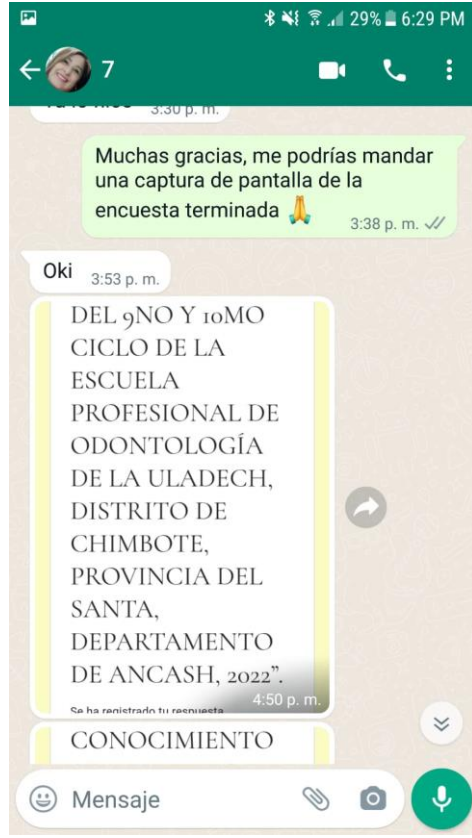 29% 6:29 PM
7
3:30 p. m.
Muchas gracias, me podrías mandar
una captura de pantalla de la
encuesta terminada 🙏
3:38 p. m.
Oki 3:53 p. m.
DEL 9NO Y 10MO
CICLO DE LA
ESCUELA
PROFESIONAL DE
ODONTOLOGÍA
DE LA ULADECH,
DISTRITO DE
CHIMBOTE,
PROVINCIA DEL
SANTA,
DEPARTAMENTO
DE ANCASH, 2022”.
Se ha registrado tu respuesta
4:50 p. m.
CONOCIMIENTO
Mensaje